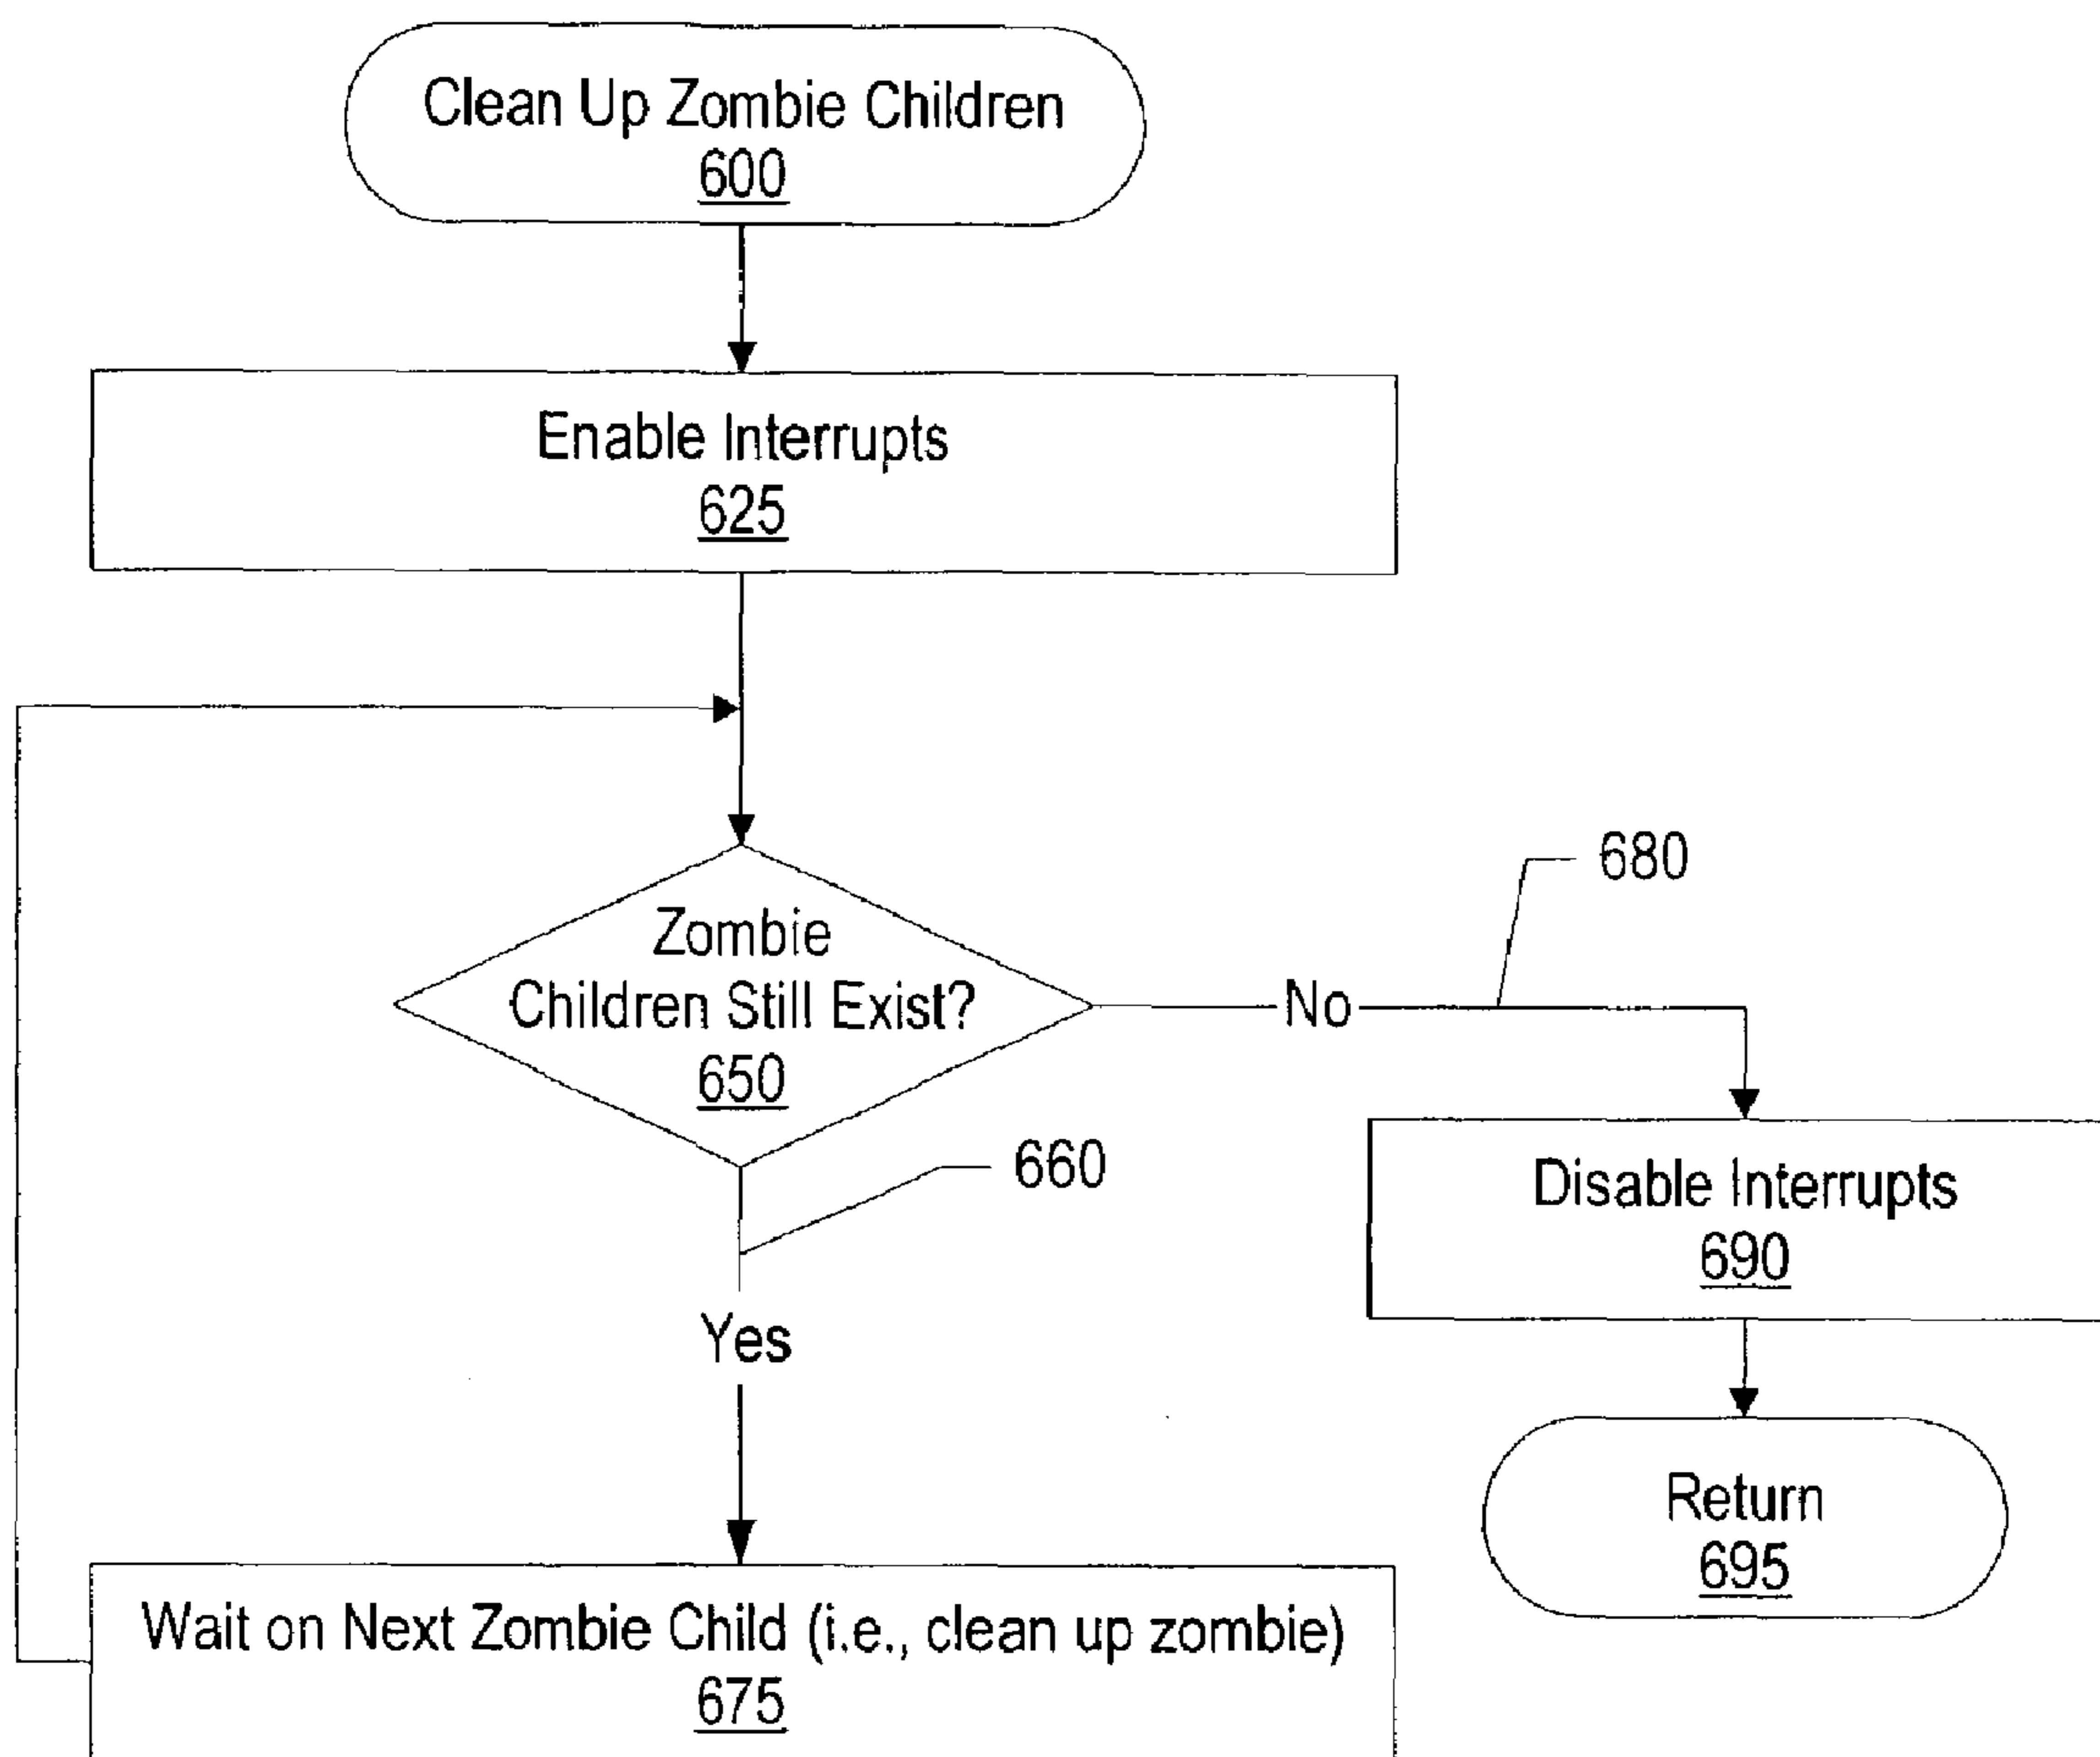 Clean Up Zombie Children
600
Enable Interrupts
625
Zombie
Children Still Exist?
650
No
680
660
Yes
Disable Interrupts
690
Return
695
Wait on Next Zombie Child (i.e., clean up zombie)
675